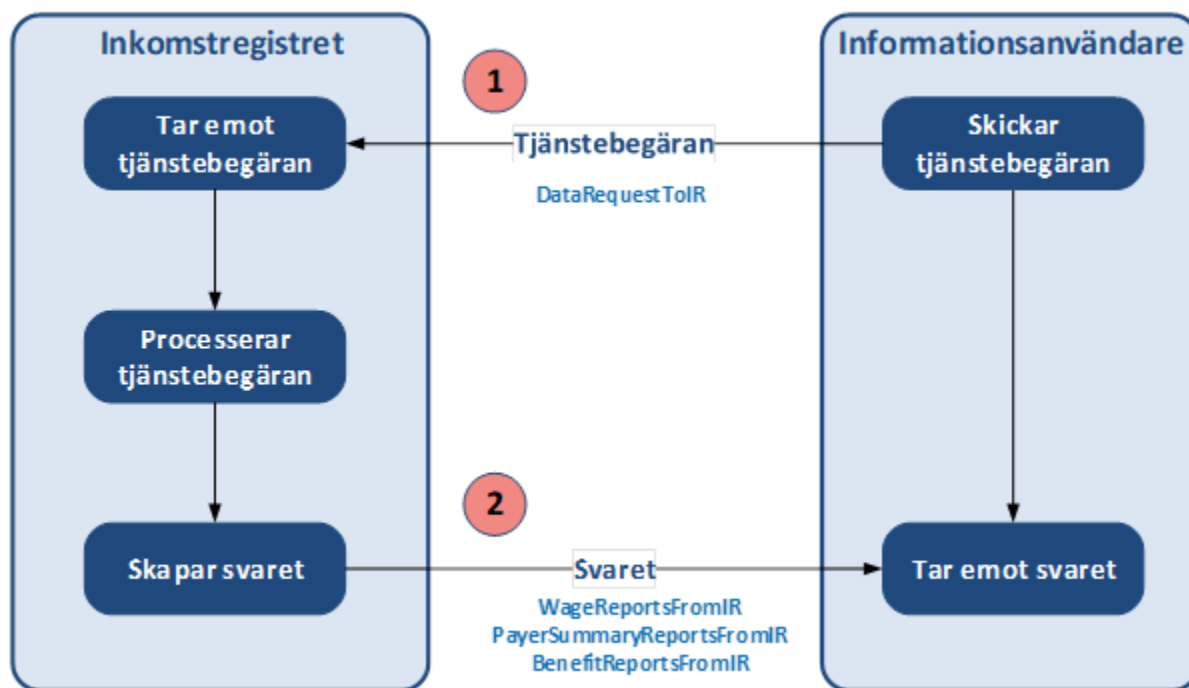 Inkomstregistret
Informationsanvändare
1
Tar emot
tjänstebegäran
Tjänstebegäran
DataRequestToIR
Skickar
tjänstebegäran
Processerar
tjänstebegäran
2
Skapar svaret
Svaret
WageReportsFromIR
PayerSummaryReportsFromIR
BenefitReportsFromIR
Tar emot svaret